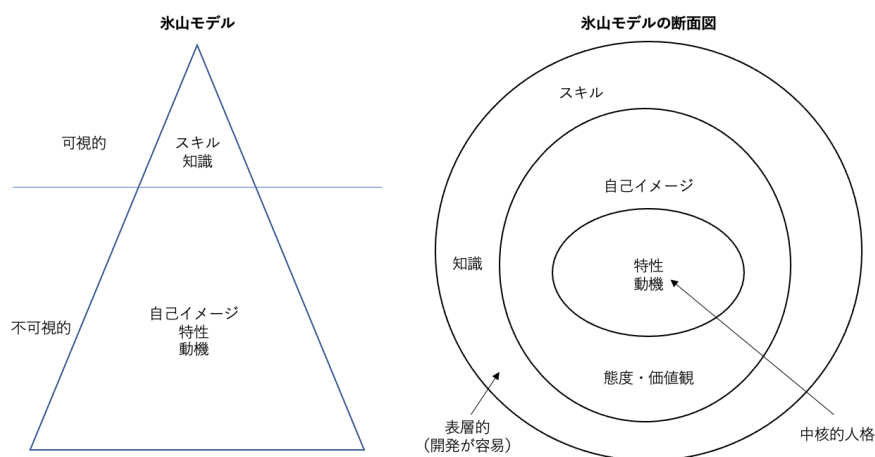 氷山モデル
可視的
スキル
知識
不可視的
自己イメージ
特性
動機
氷山モデルの断面図
スキル
自己イメージ
知識
特性
動機
態度・価値観
表層的
（開発が容易）
中核的人格